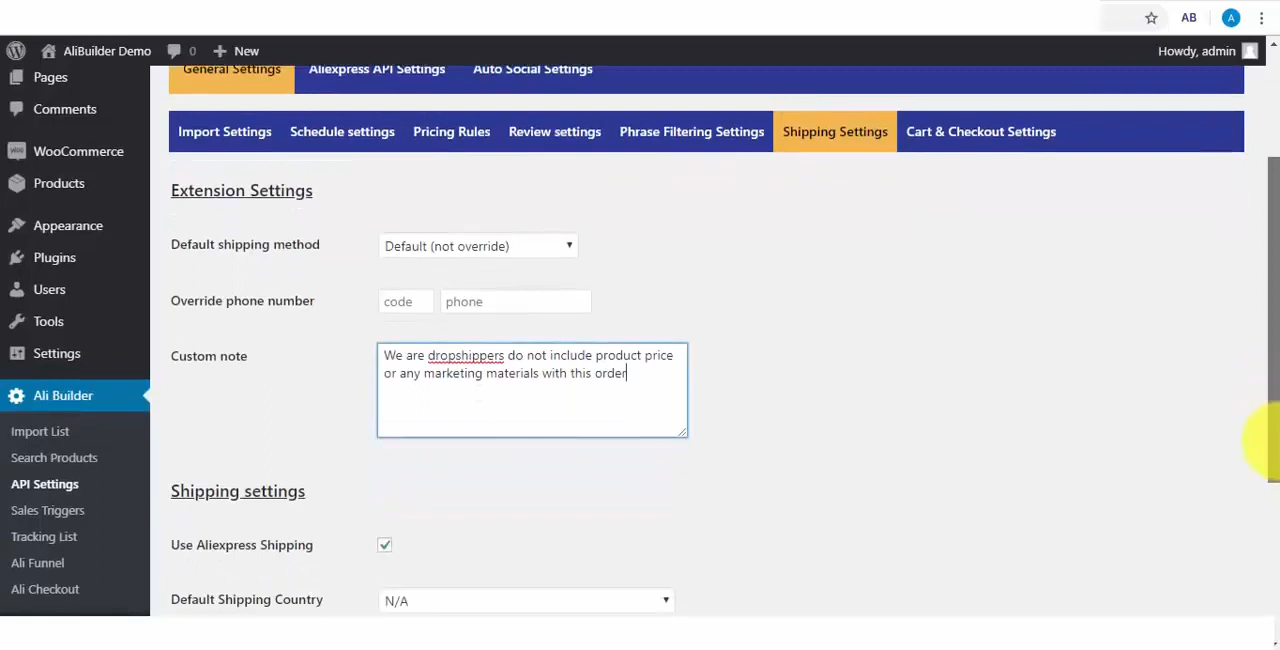 AB
A
AliBuilder Demo
0
New
Howdy, admin
General Settings
Aliexpress API Settings
Auto Social Settings
Pages
Comments
WooCommerce
Products
Appearance
Plugins
Users
Tools
Settings
Ali Builder
Import List
Search Products
API Settings
Sales Triggers
Tracking List
Ali Funnel
Ali Checkout
Import Settings
Schedule settings
Pricing Rules
Review settings
Phrase Filtering Settings
Shipping Settings
Cart & Checkout Settings
Extension Settings
Default shipping method
Default (not override)
Override phone number
code
phone
Custom note
We are dropshippers do not include product price
or any marketing materials with this order
Shipping settings
Use Aliexpress Shipping
Default Shipping Country
N/A